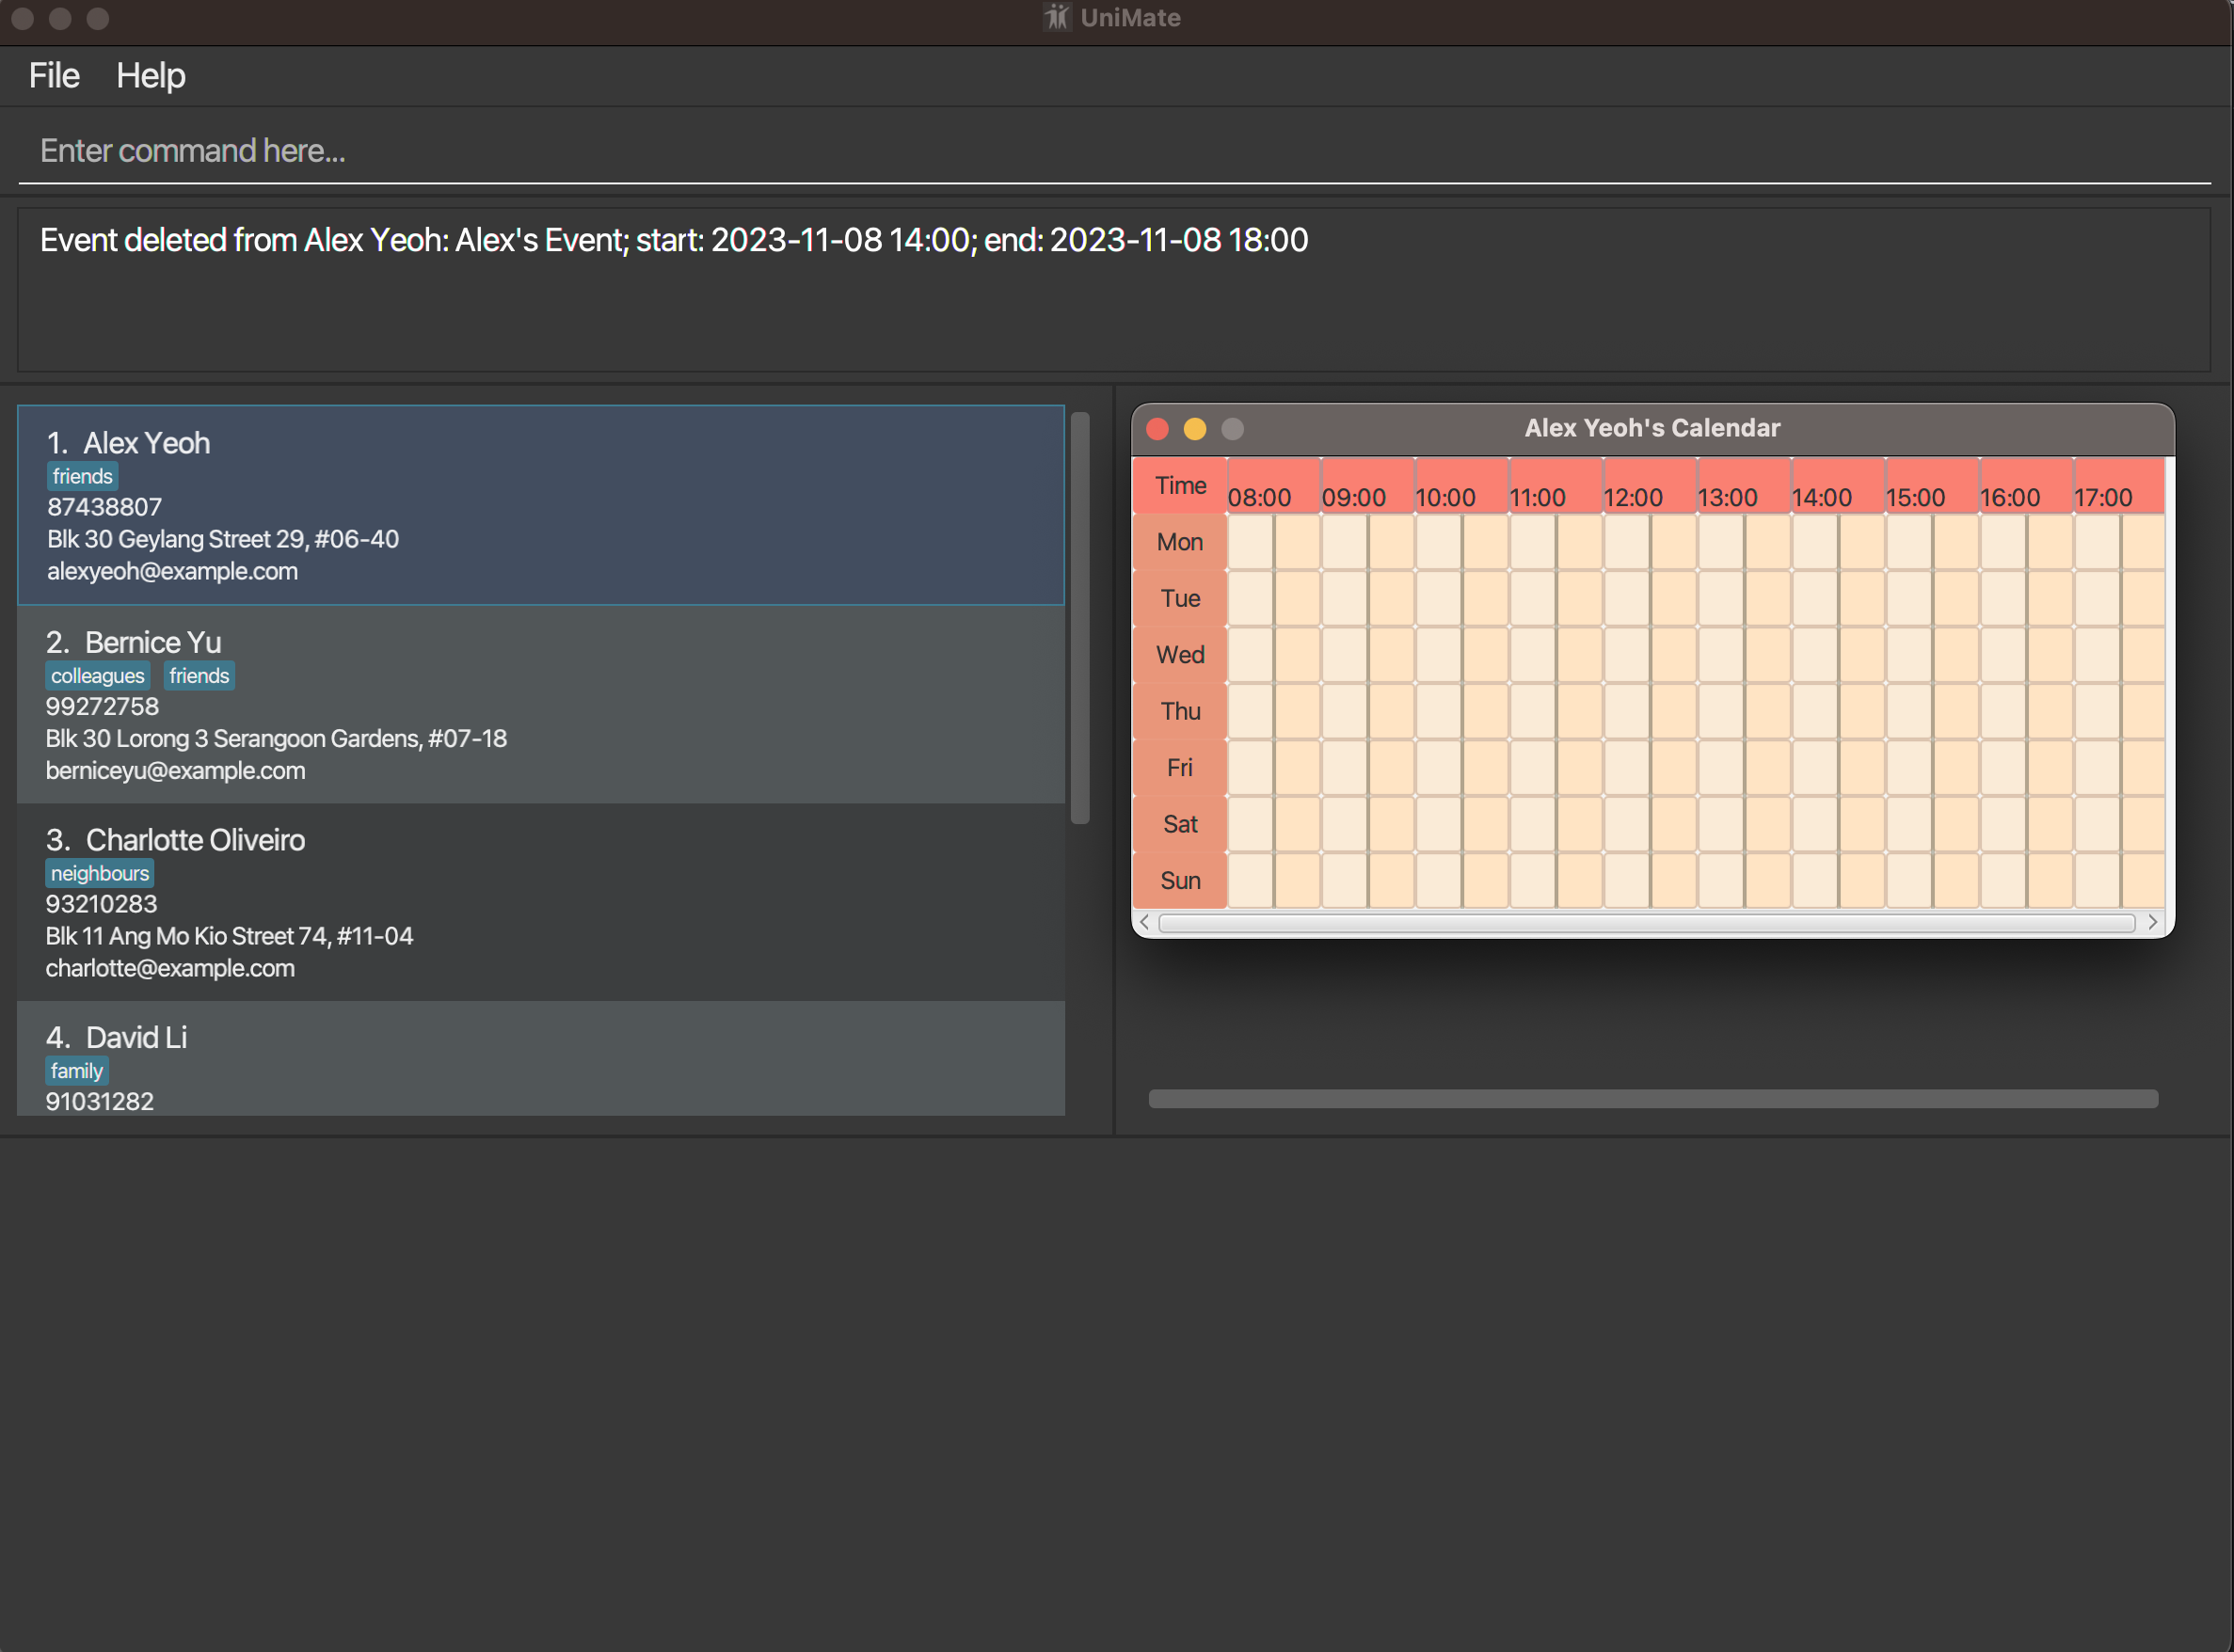 UniMate
File Help
Enter command here...
Event deleted from Alex Yeoh: Alex's Event; start: 2023-11-08 14:00; end: 2023-11-08 18:00
1. Alex Yeoh
friends
87438807
Blk 30 Geylang Street 29, #06-40
alexyeoh@example.com
2. Bernice Yu
colleagues friends
99272758
Blk 30 Lorong 3 Serangoon Gardens, #07-18
berniceyu@example.com
3. Charlotte Oliveiro
neighbours
93210283
Blk 11 Ang Mo Kio Street 74, #11-04
charlotte@example.com
4. David Li
family
91031282
Alex Yeoh's Calendar
Time 08:00 09:00 10:00 11:00 12:00 13:00 14:00 15:00 16:00 17:00
Mon
Tue
Wed
Thu
Fri
Sat
Sun